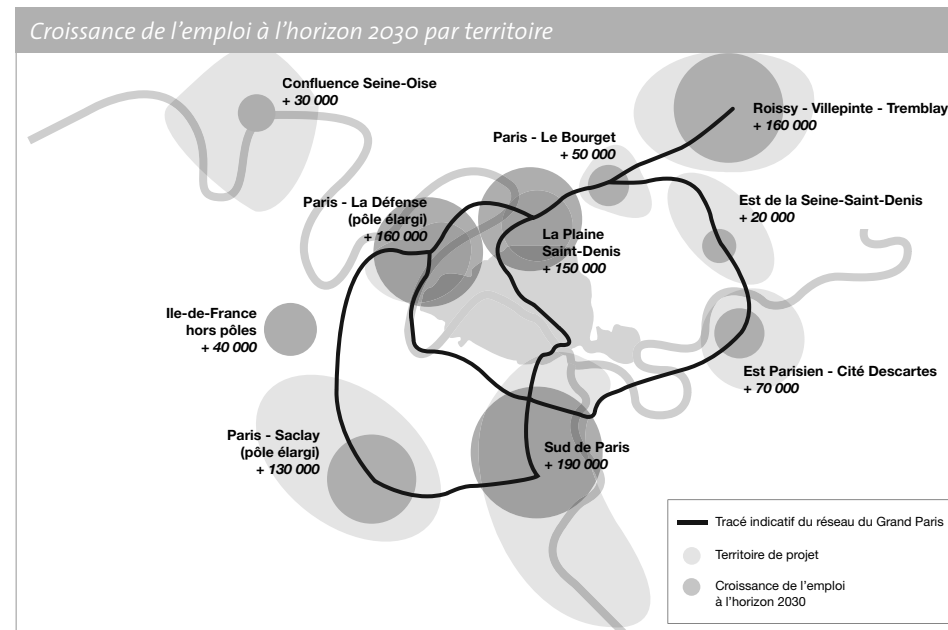 Croissance de l'emploi à l'horizon 2030 par territoire
Confluence Seine-Oise
+ 30 000
Roissy - Villepinte - Tremblay
+ 160 000
Paris - Le Bourget
+ 50 000
Paris - La Défense
(pôle élargi)
+ 160 000
Est de la Seine-Saint-Denis
+ 20 000
La Plaine
Saint-Denis
+ 150 000
Ile-de-France
hors pôles
+ 40 000
Est Parisien - Cité Descartes
+ 70 000
Paris - Saclay
(pôle élargi)
+ 130 000
Sud de Paris
+ 190 000
Tracé indicatif du réseau du Grand Paris
Territoire de projet
Croissance de l'emploi
à l'horizon 2030